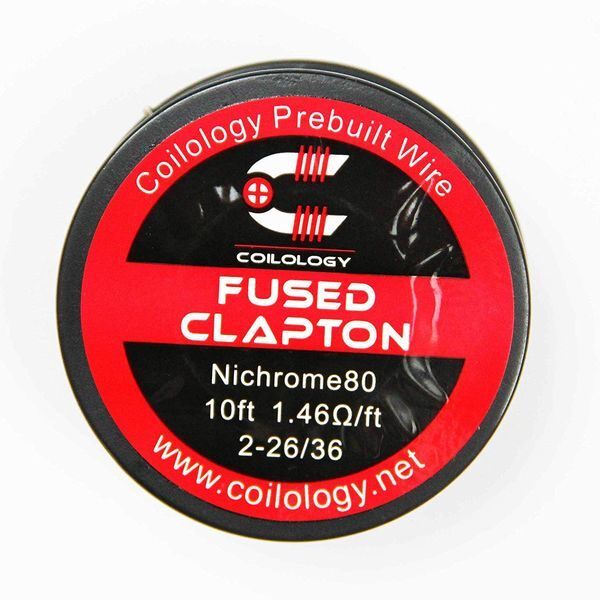 Coilology Prebuilt Wire
COILOLOGY
FUSED
CLAPTON
Nichrome80
10ft 1.46Ω/ft
2-26/36
www.coilology.net